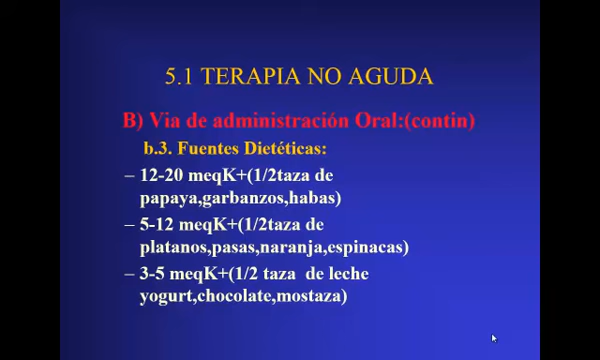 5.1 TERAPIA NO AGUDA
B) Via de administración Oral:(contin)
b.3. Fuentes Dietéticas:
– 12-20 meqK+(1/2taza de
papaya,garbanzos,habas)
– 5-12 meqK+(1/2taza de
platanos,pasas,naranja,espinacas)
– 3-5 meqK+(1/2 taza  de leche
yogurt,chocolate,mostaza)